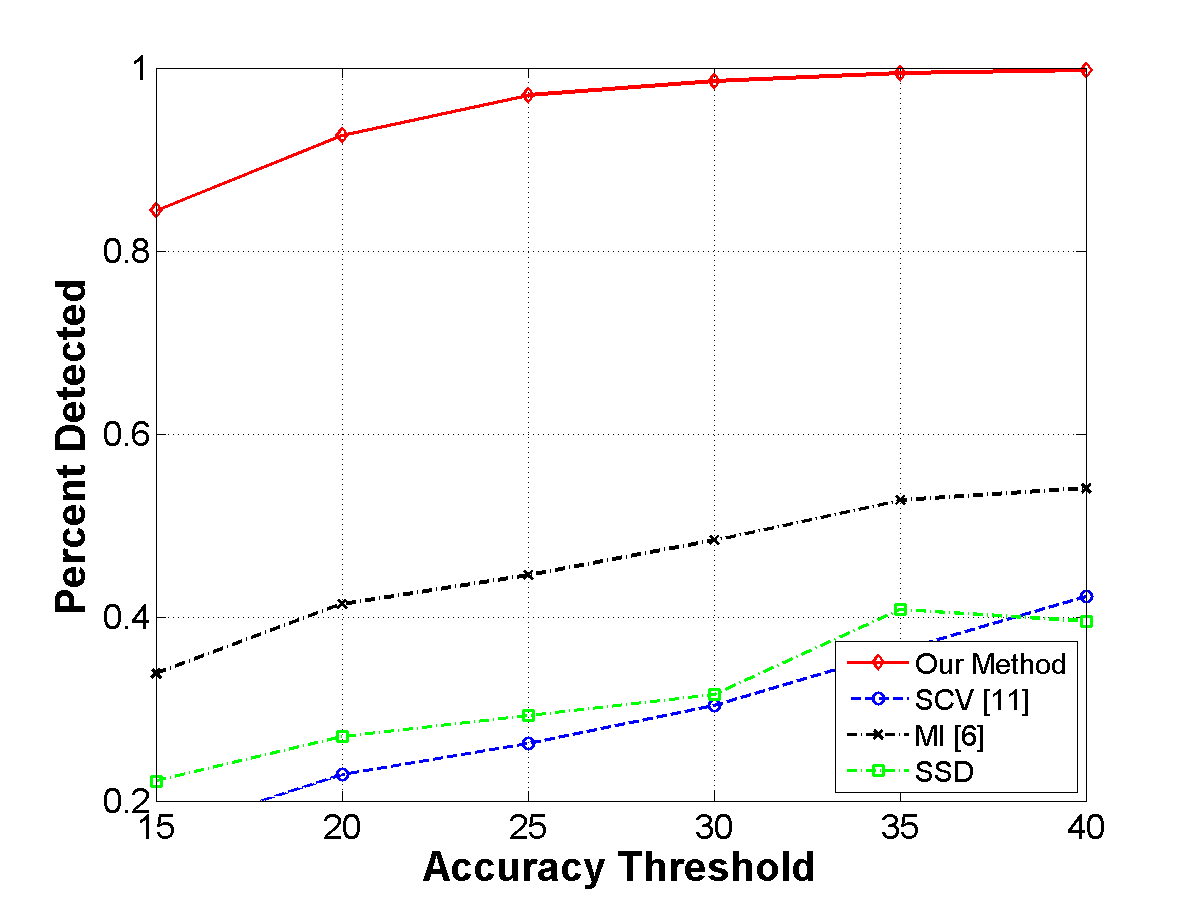 1
0.8
0.6
0.4
0.2
Percent Detected
15 20 25 30 35 40
Accuracy Threshold
Our Method
SCV [11]
MI [6]
SSD